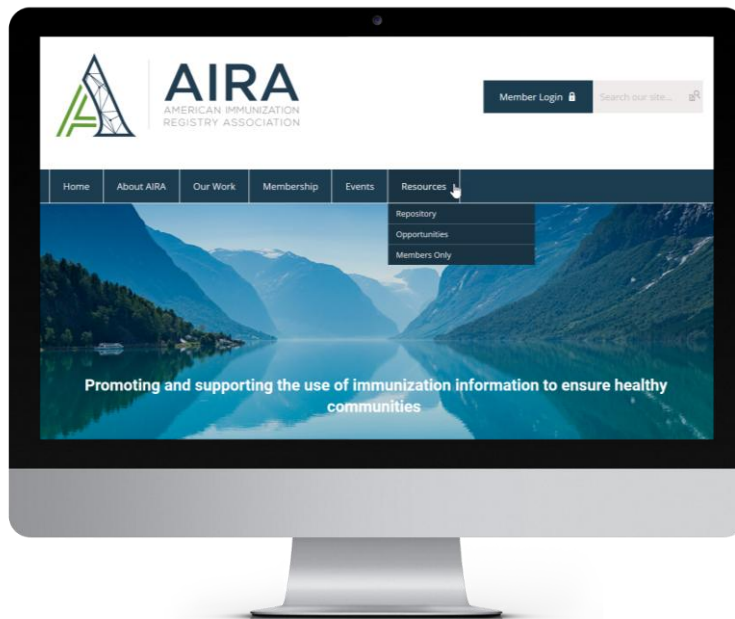 AIRA
AMERICAN IMMUNIZATION
REGISTRY ASSOCIATION
Member Login
Search our site...
Home
About AIRA
Our Work
Membership
Events
Resources
Repository
Opportunities
Members Only
Promoting and supporting the use of immunization information to ensure healthy
communities